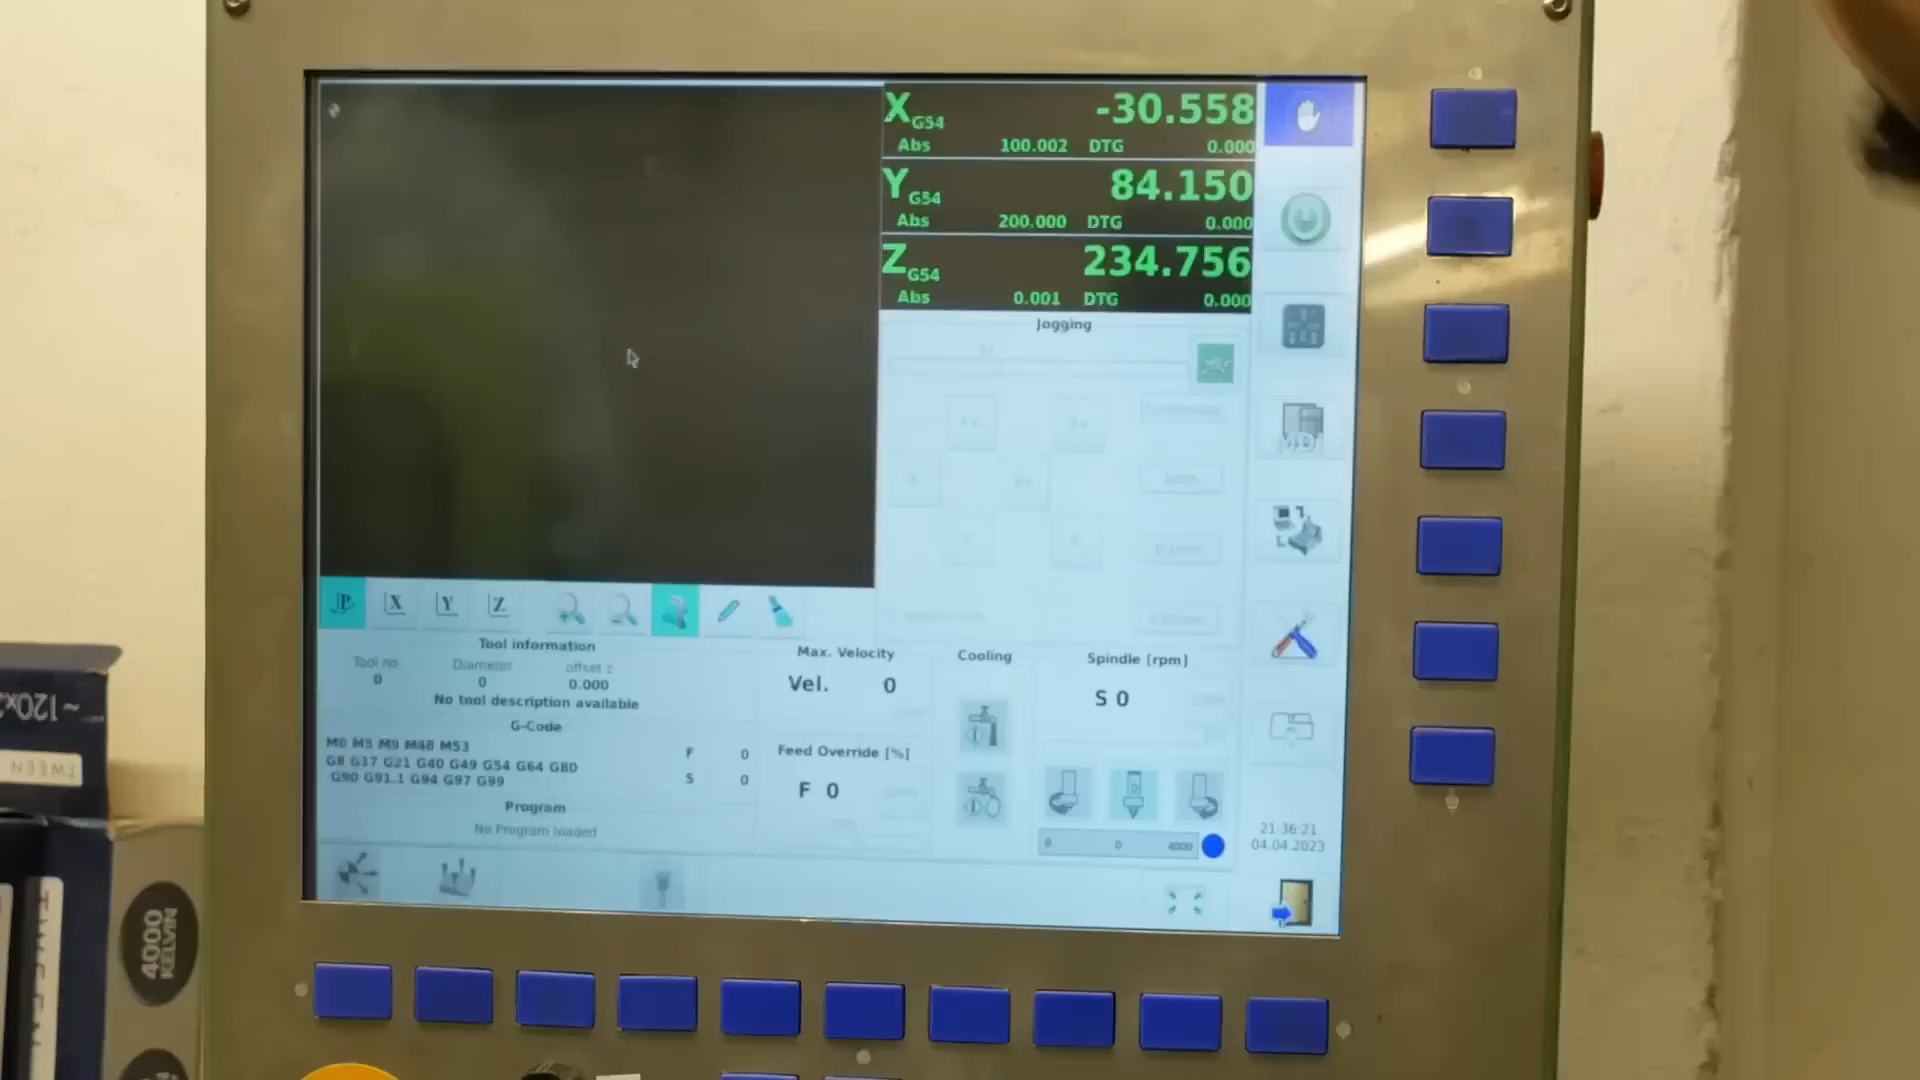 X G54 -30.558
Abs 100.002 DTG 0.000
Y G54 84.150
Abs 200.000 DTG 0.000
Z G54 234.756
Abs 0.001 DTG 0.000
Jogging
MDI
P X Y Z
Tool information
Tool no. Diameter offset z
0 0 0.000
No tool description available
G-Code
M0 M5 M9 M48 M53
G8 G17 G21 G40 G49 G54 G64 G80
G90 G91.1 G94 G97 G99
F 0
S 0
Program
No Program loaded
Max. Velocity
Vel. 0
Feed Override [%]
F 0
Cooling
Spindle [rpm]
S 0
100%
0 0 4000
21:36:21
04.04.2023
~120x
TWEEN
4000
KELVIN